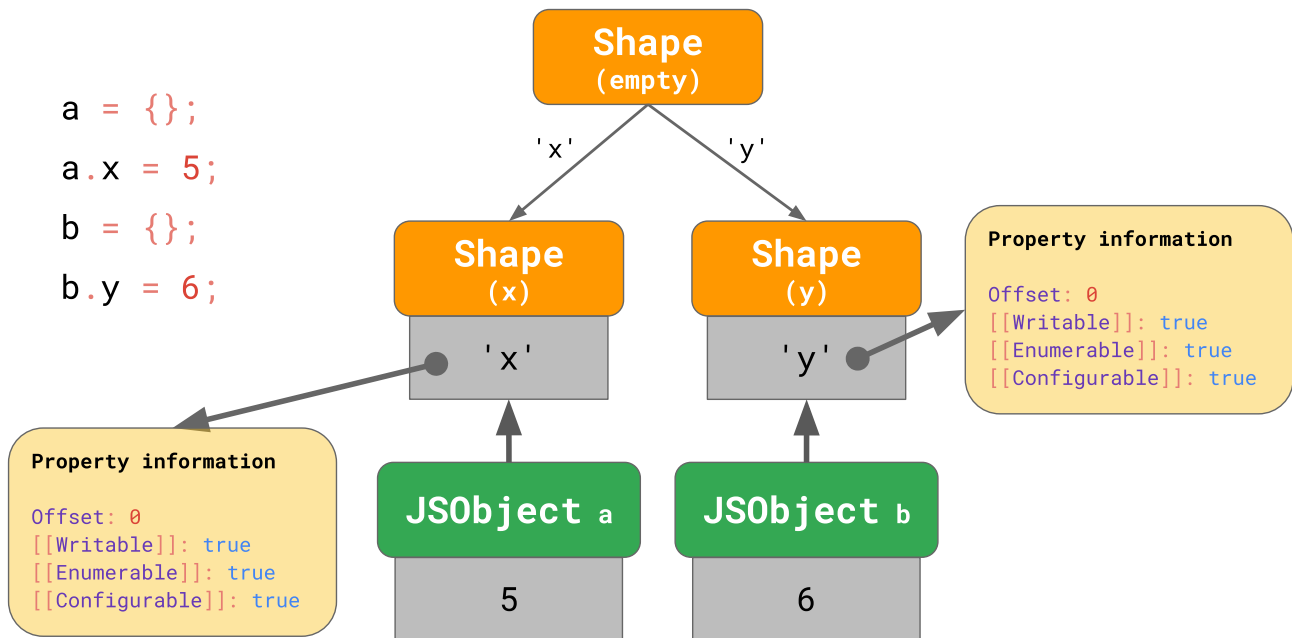 Shape
(empty)
a = {};
a.x = 5;
b = {};
b.y = 6;
'x'
'y'
Shape
(x)
'x'
Shape
(y)
'y'
Property information
Offset: 0
[[Writable]]: true
[[Enumerable]]: true
[[Configurable]]: true
Property information
Offset: 0
[[Writable]]: true
[[Enumerable]]: true
[[Configurable]]: true
JSObject a
5
JSObject b
6